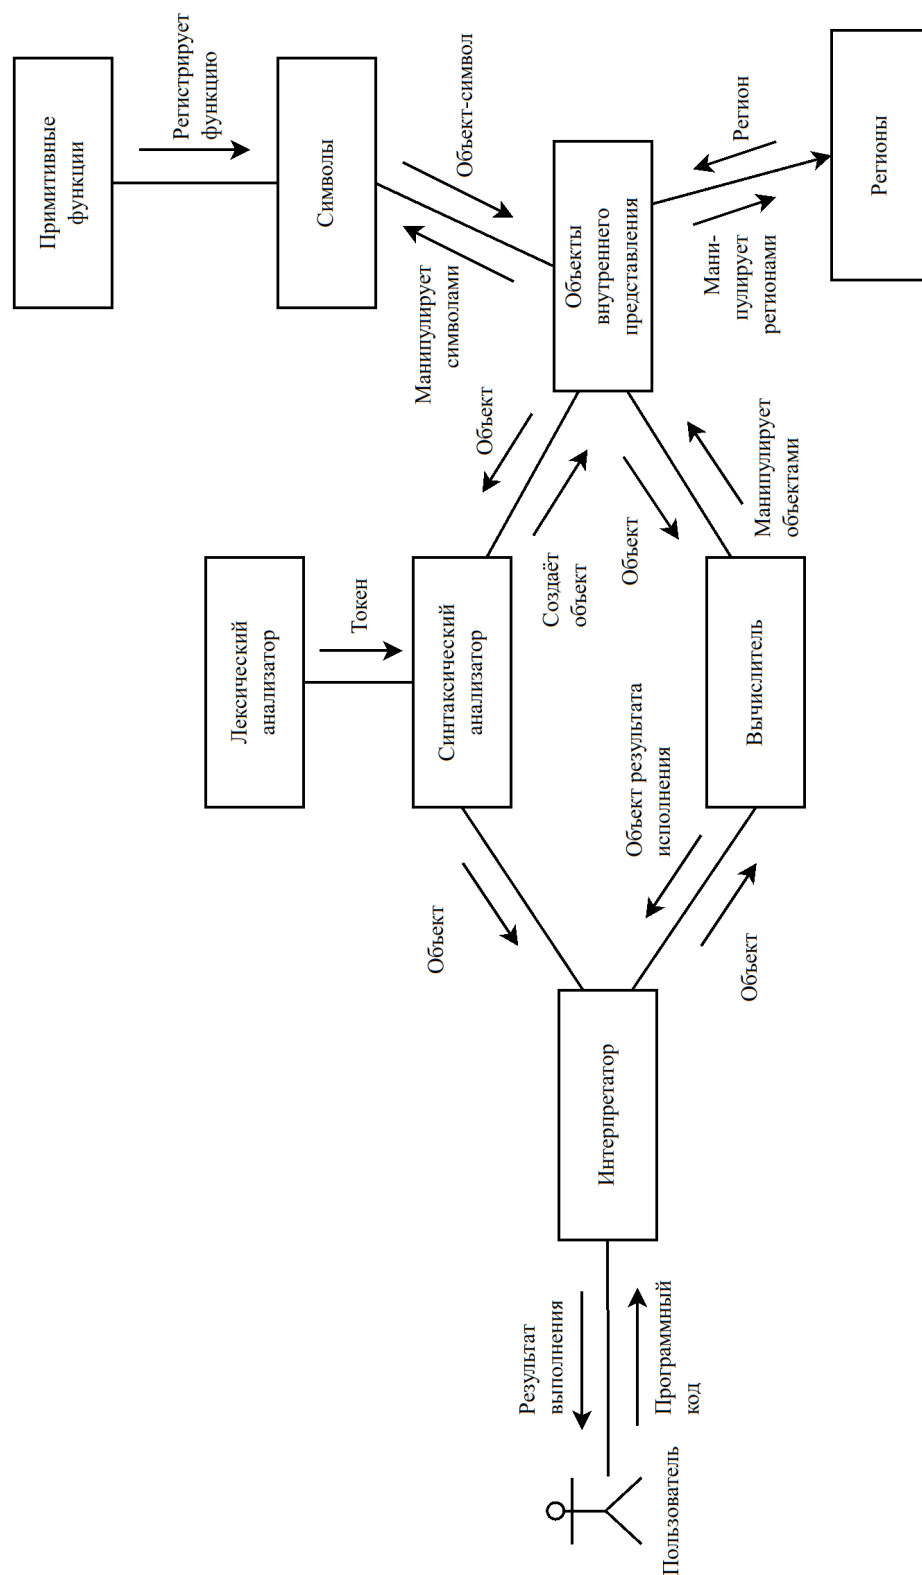 Пользователь
Результат
выполнения
Программный
код
Интерпретатор
Объект
Объект результата
исполнения
Объект
Лексический
анализатор
Токен
Синтаксический
анализатор
Вычислитель
Объект
Создаёт
объект
Объект
Манипулирует
объектами
Примитивные
функции
Регистрирует
функцию
Символы
Объект-символ
Манипулирует
символами
Объекты
внутреннего
представления
Регион
Мани-
пулирует
регионами
Регионы